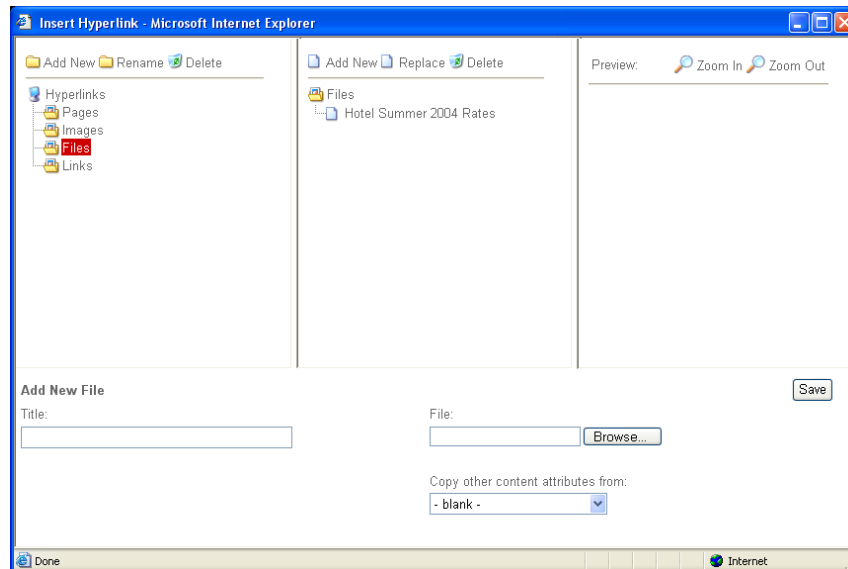 Insert Hyperlink - Microsoft Internet Explorer
Add New Rename Delete
Hyperlinks
Pages
Images
Files
Links
Add New Replace Delete
Files
Hotel Summer 2004 Rates
Preview: Zoom In Zoom Out
Add New File
Save
Title:
File:
Browse...
Copy other content attributes from:
- blank -
Done
Internet